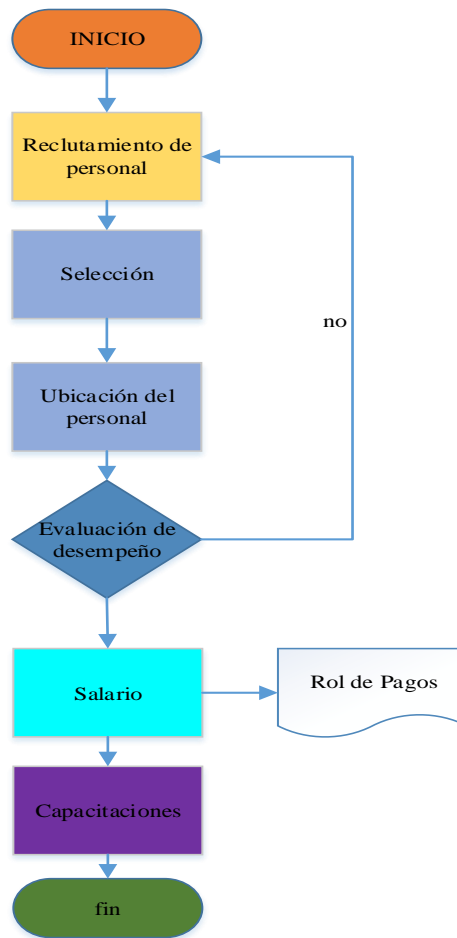 INICIO
Reclutamiento de
personal
Selección
no
Ubicación del
personal
Evaluación de
desempeño
Salario
Rol de Pagos
Capacitaciones
fin